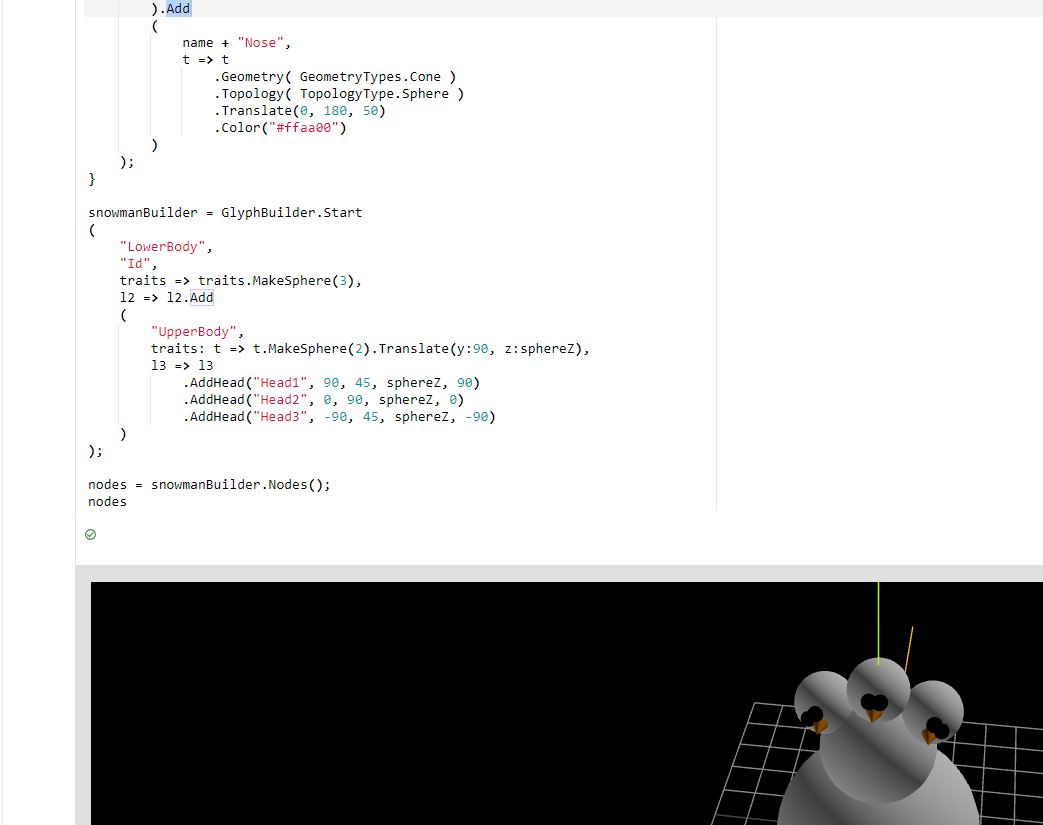 ).Add
(
name + "Nose",
t => t
.Geometry( GeometryTypes.Cone )
.Topology( TopologyType.Sphere )
.Translate(0, 180, 50)
.Color("#ffaa00")
)
);
}
snowmanBuilder = GlyphBuilder.Start
(
"LowerBody",
"Id",
traits => traits.MakeSphere(3),
l2 => l2.Add
(
"UpperBody",
traits: t => t.MakeSphere(2).Translate(y:90, z:sphereZ),
l3 => l3
.AddHead("Head1", 90, 45, sphereZ, 90)
.AddHead("Head2", 0, 90, sphereZ, 0)
.AddHead("Head3", -90, 45, sphereZ, -90)
)
);
nodes = snowmanBuilder.Nodes();
nodes